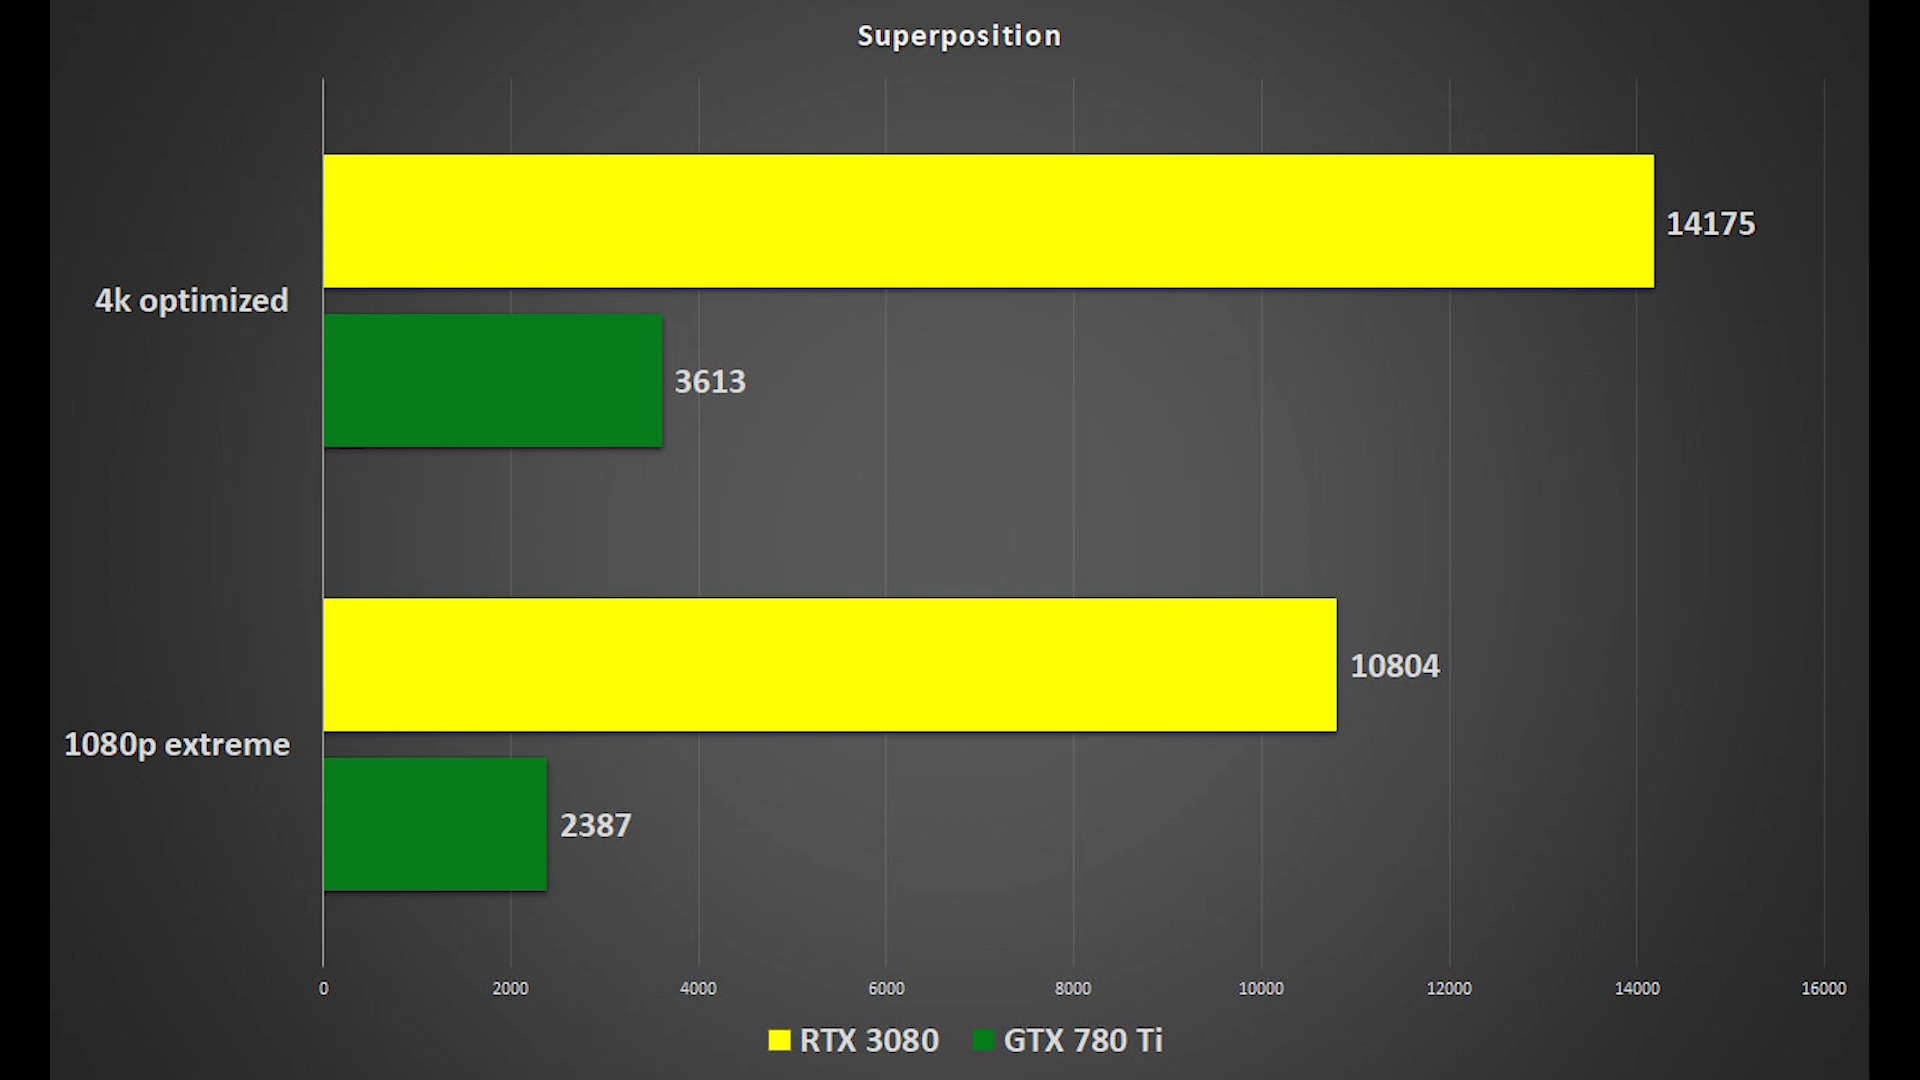 Superposition
14175
4k optimized
3613
10804
1080p extreme
2387
0 2000 4000 6000 8000 10000 12000 14000 16000
RTX 3080 GTX 780 Ti